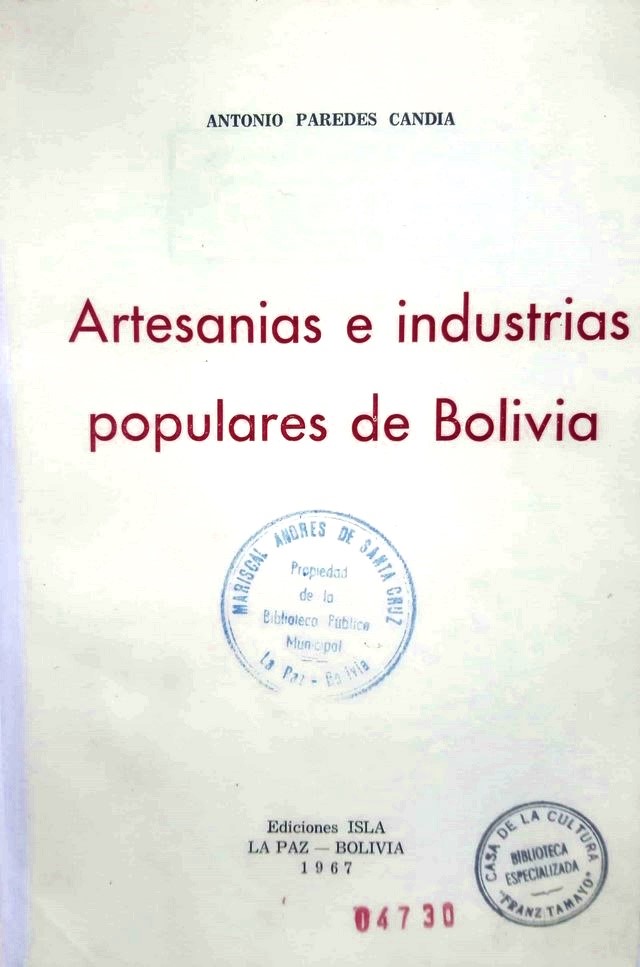 ANTONIO PAREDES CANDIA
Artesanias e industrias
populares de Bolivia
MARISCAL ANDRES DE SANTA CRUZ
Propiedad
de la
Biblioteca Pública
Municipal
La Paz - Bolivia
Ediciones ISLA
LA PAZ — BOLIVIA
1967
CASA DE LA CULTURA
BIBLIOTECA
ESPECIALIZADA
"FRANZ TAMAYO"
04730